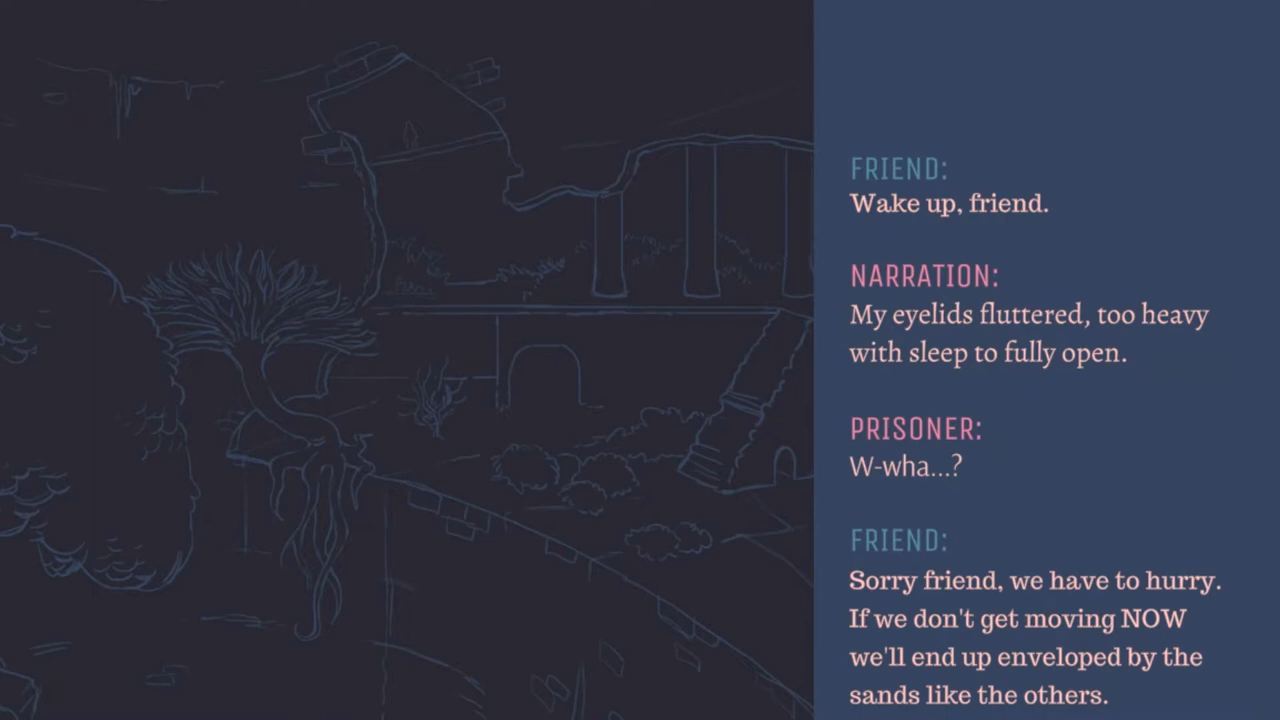 FRIEND:
Wake up, friend.
NARRATION:
My eyelids fluttered, too heavy
with sleep to fully open.
PRISONER:
W-wha...?
FRIEND:
Sorry friend, we have to hurry.
If we don't get moving NOW
we'll end up enveloped by the
sands like the others.